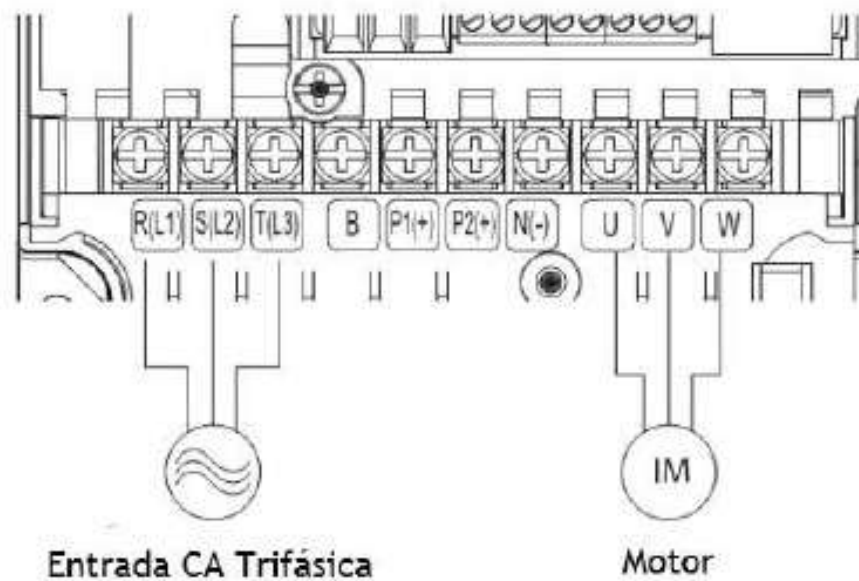 R(L1) S(L2) T(L3) B P1(+) P2(+) N(-) U V W
IM
Entrada CA Trifásica
Motor